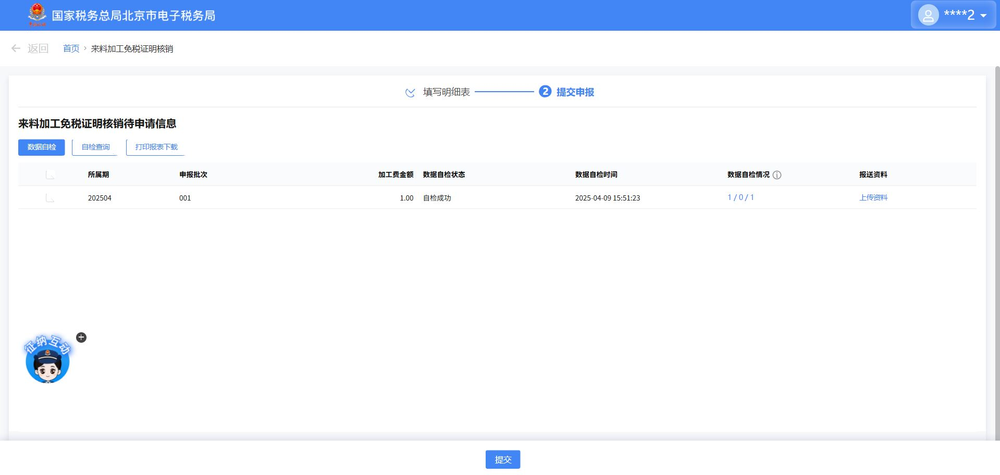 国家税务总局北京市电子税务局
****2
返回 首页 > 来料加工免税证明核销
填写明细表 2 提交申报
来料加工免税证明核销待申请信息
数据自检 自检查询 打印报表下载
所属期 申报批次 加工费金额 数据自检状态 数据自检时间 数据自检情况 报送资料
202504 001 1.00 自检成功 2025-04-09 15:51:23 1 / 0 / 1 上传资料
征纳互动
提交